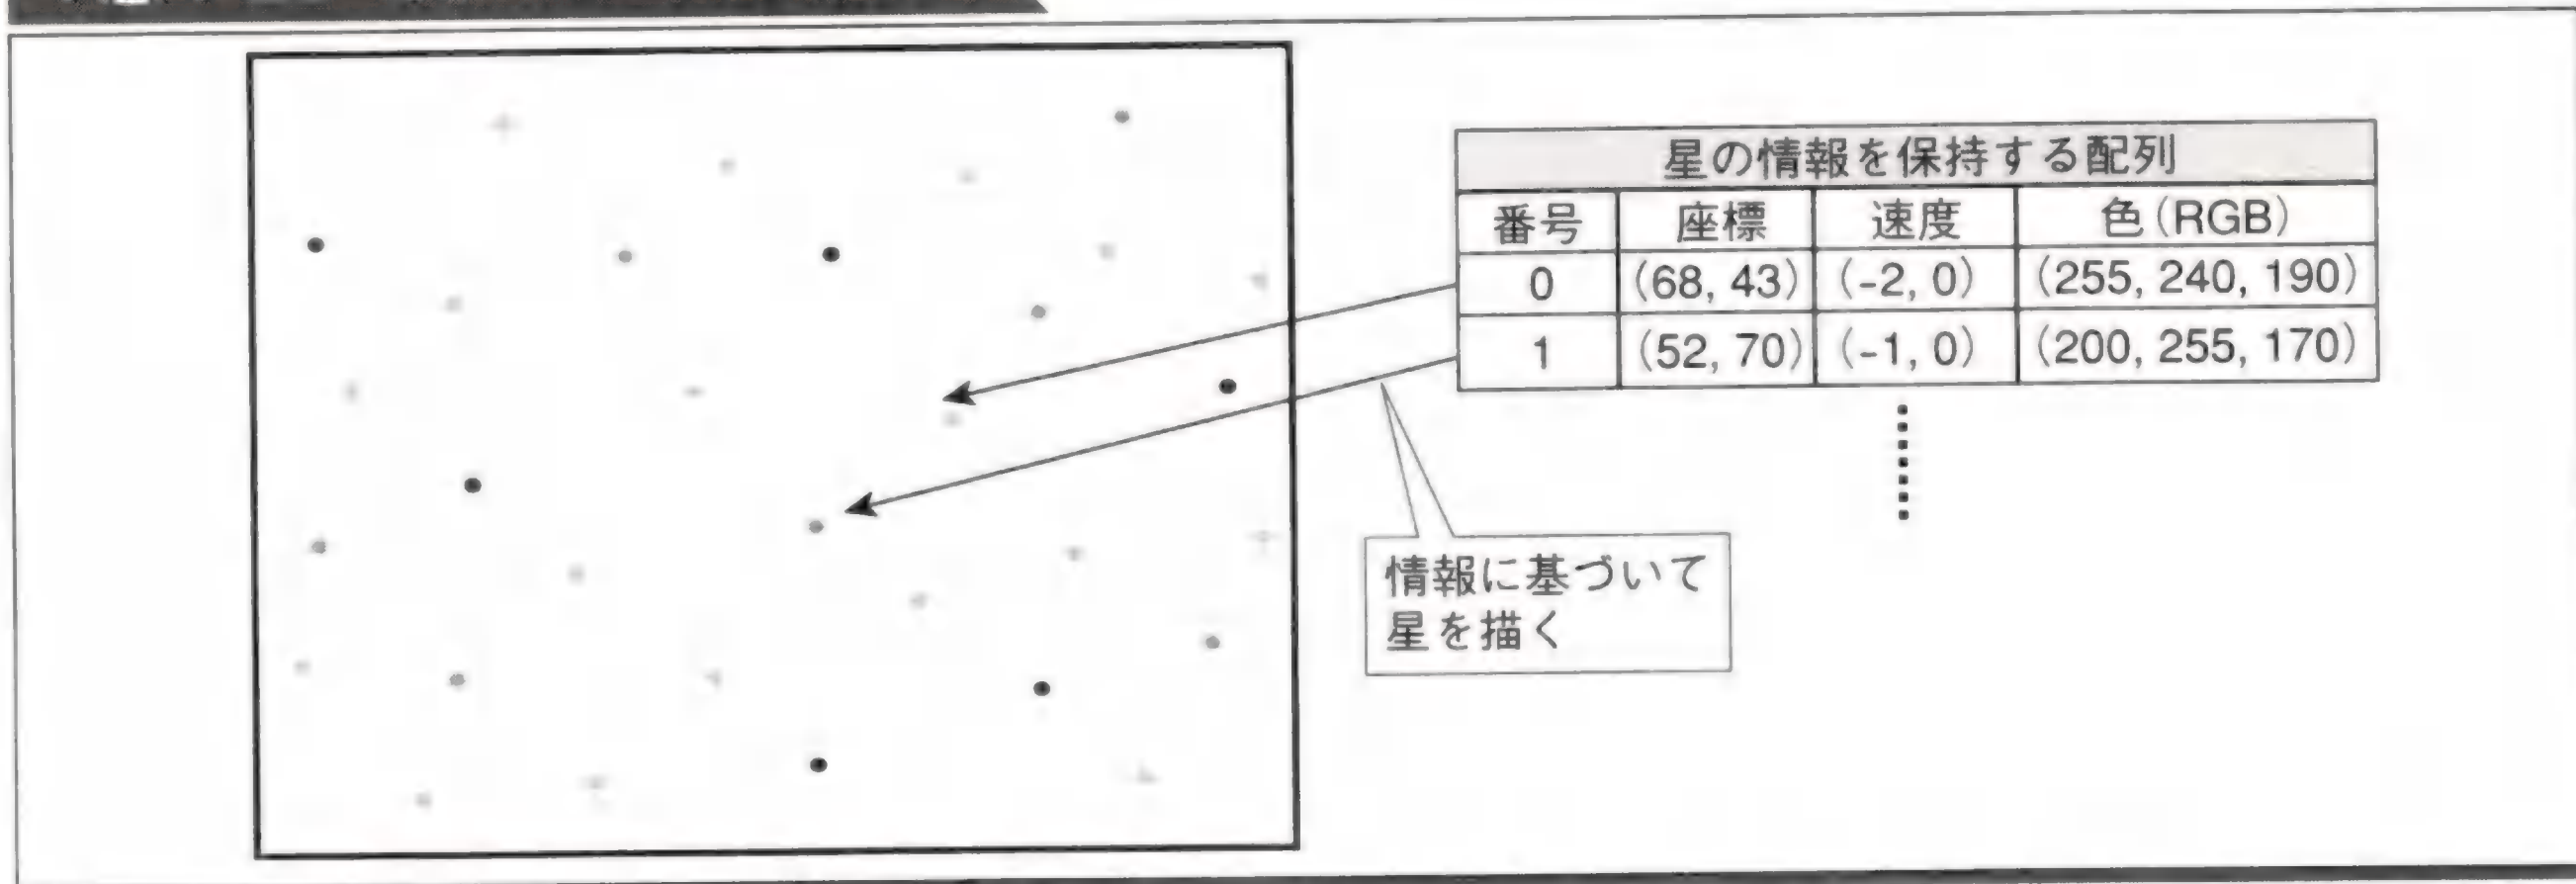 星の情報を保持する配列
番号 座標 速度 色(RGB)
0 (68, 43) (-2, 0) (255, 240, 190)
1 (52, 70) (-1, 0) (200, 255, 170)
情報に基づいて
星を描く